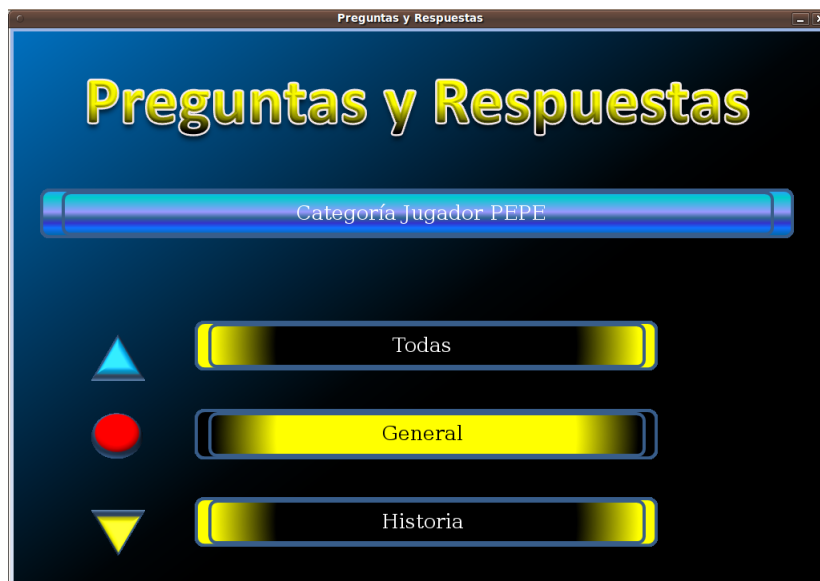 Preguntas y Respuestas
Preguntas y Respuestas
Categoría Jugador PEPE
Todas
General
Historia